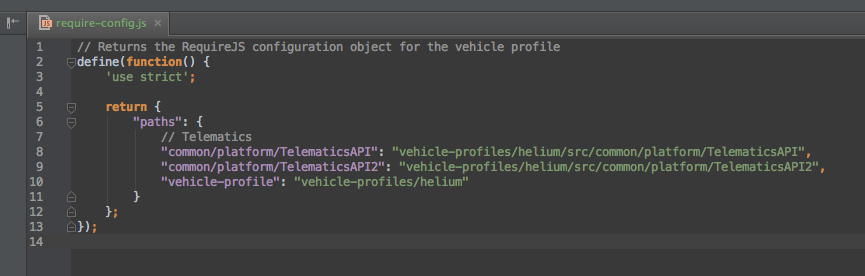 require-config.js
1 // Returns the RequireJS configuration object for the vehicle profile
2 define(function() {
3     'use strict';
4
5     return {
6         "paths": {
7             // Telematics
8             "common/platform/TelematicsAPI": "vehicle-profiles/helium/src/common/platform/TelematicsAPI",
9             "common/platform/TelematicsAPI2": "vehicle-profiles/helium/src/common/platform/TelematicsAPI2",
10             "vehicle-profile": "vehicle-profiles/helium"
11         }
12     };
13 });
14